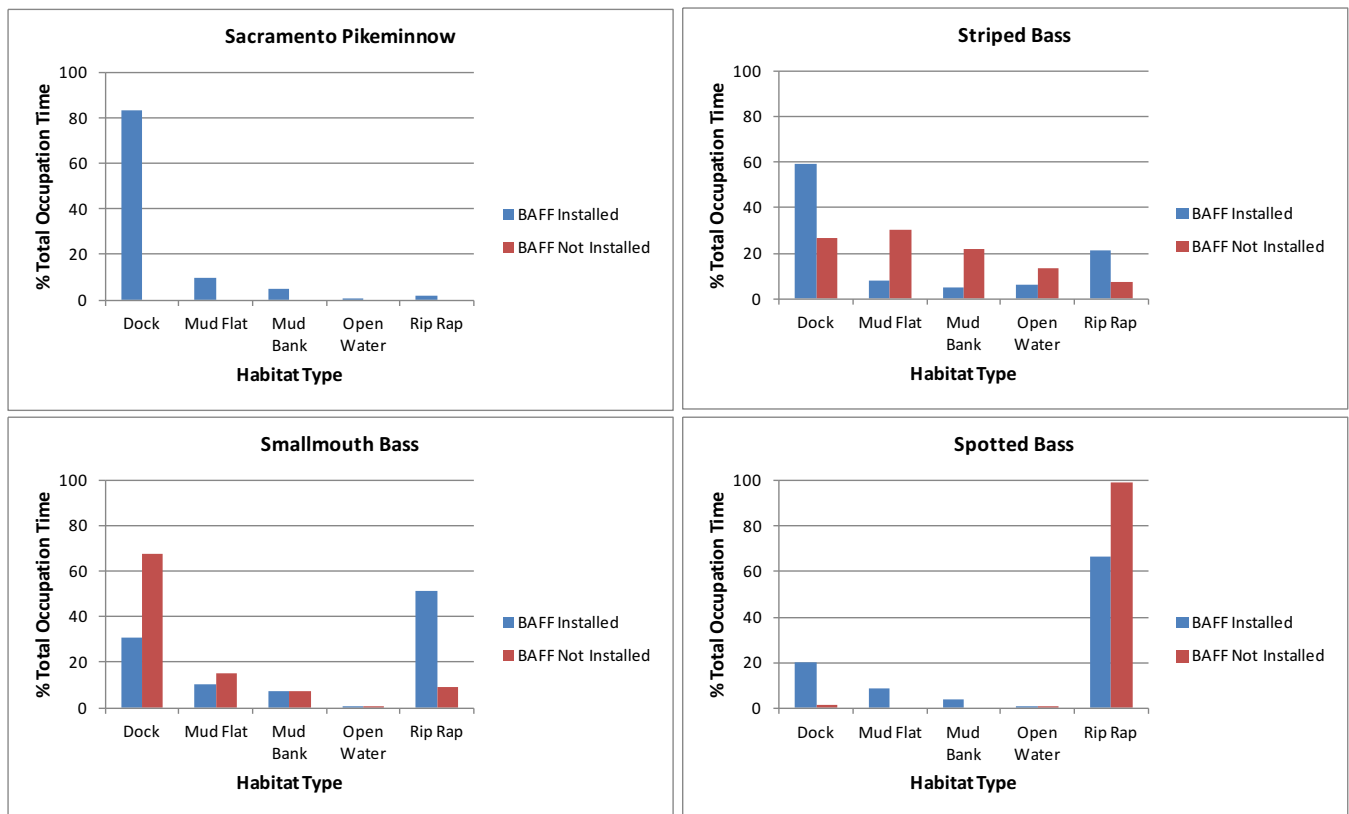 Sacramento Pikeminnow
% Total Occupation Time
100
80
60
40
20
0
Dock Mud Flat Mud Bank Open Water Rip Rap
Habitat Type
BAFF Installed
BAFF Not Installed
Striped Bass
% Total Occupation Time
100
80
60
40
20
0
Dock Mud Flat Mud Bank Open Water Rip Rap
Habitat Type
BAFF Installed
BAFF Not Installed
Smallmouth Bass
% Total Occupation Time
100
80
60
40
20
0
Dock Mud Flat Mud Bank Open Water Rip Rap
Habitat Type
BAFF Installed
BAFF Not Installed
Spotted Bass
% Total Occupation Time
100
80
60
40
20
0
Dock Mud Flat Mud Bank Open Water Rip Rap
Habitat Type
BAFF Installed
BAFF Not Installed